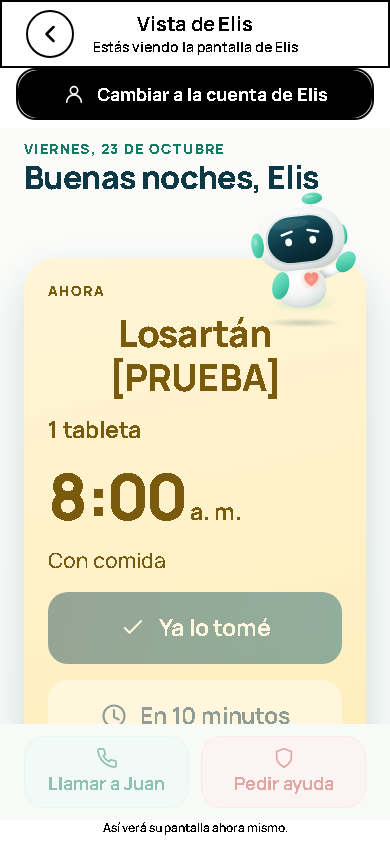 Vista de Elis
Estás viendo la pantalla de Elis
Cambiar a la cuenta de Elis
VIERNES, 23 DE OCTUBRE
Buenas noches, Elis
AHORA
Losartán
[PRUEBA]
1 tableta
8:00 a. m.
Con comida
Ya lo tomé
En 10 minutos
Llamar a Juan
Pedir ayuda
Así verá su pantalla ahora mismo.